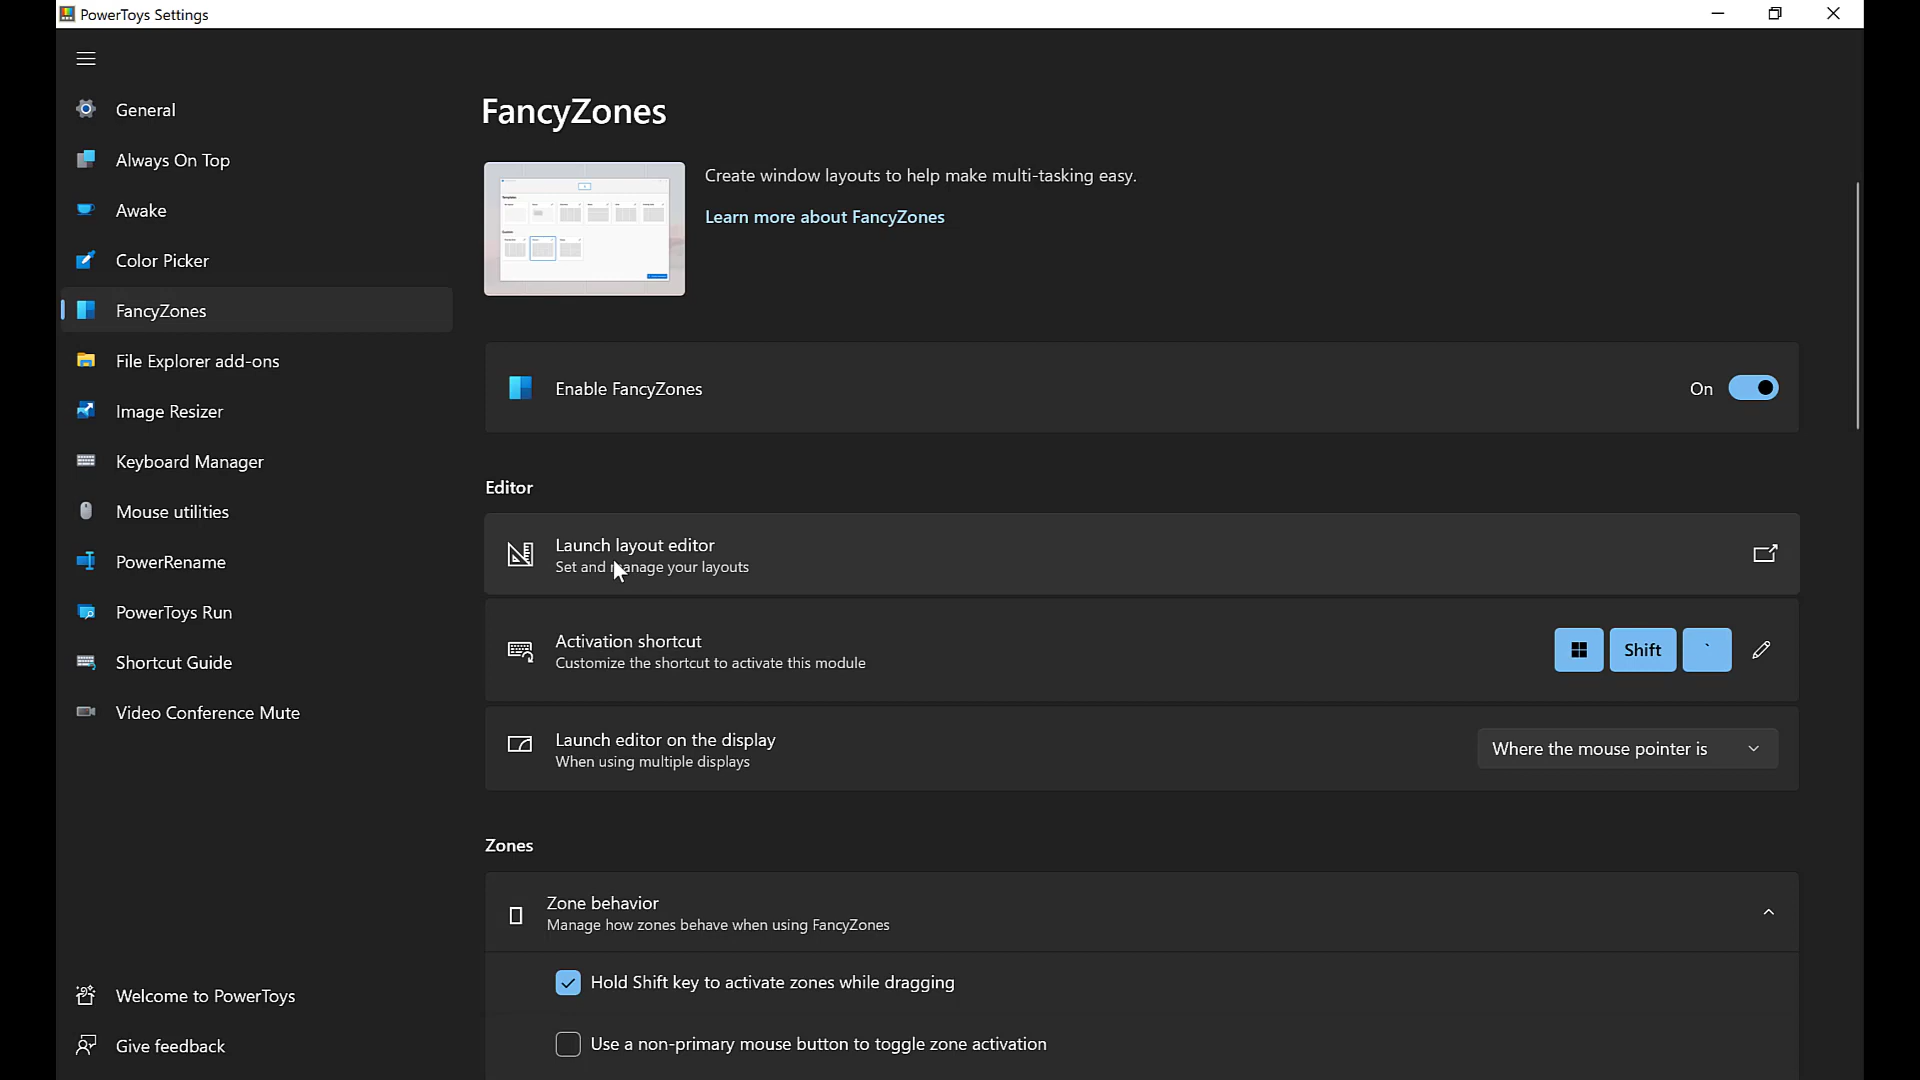 PowerToys Settings
General
Always On Top
Awake
Color Picker
FancyZones
File Explorer add-ons
Image Resizer
Keyboard Manager
Mouse utilities
PowerRename
PowerToys Run
Shortcut Guide
Video Conference Mute
Welcome to PowerToys
Give feedback
FancyZones
Create window layouts to help make multi-tasking easy.
Learn more about FancyZones
Enable FancyZones
On
Editor
Launch layout editor
Set and manage your layouts
Activation shortcut
Customize the shortcut to activate this module
Shift `
Launch editor on the display
When using multiple displays
Where the mouse pointer is
Zones
Zone behavior
Manage how zones behave when using FancyZones
Hold Shift key to activate zones while dragging
Use a non-primary mouse button to toggle zone activation